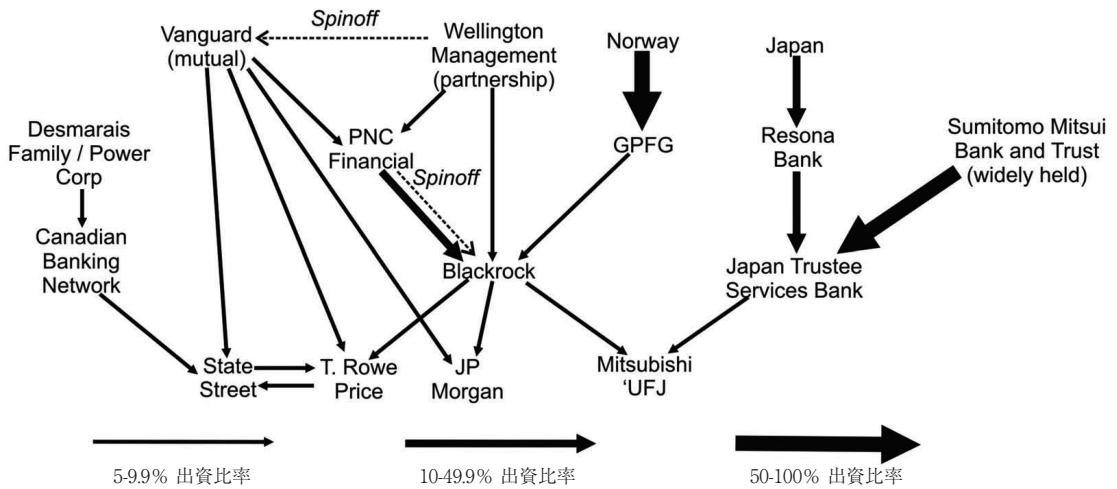 Spinoff
Vanguard
(mutual)
Wellington
Management
(partnership)
Norway
Japan
Desmarais
Family / Power
Corp
PNC
Financial
Spinoff
GPFG
Resona
Bank
Sumitomo Mitsui
Bank and Trust
(widely held)
Canadian
Banking
Network
Blackrock
Japan Trustee
Services Bank
State
Street
T. Rowe
Price
JP
Morgan
Mitsubishi
‘UFJ
5-9.9% 出資比率
10-49.9% 出資比率
50-100% 出資比率